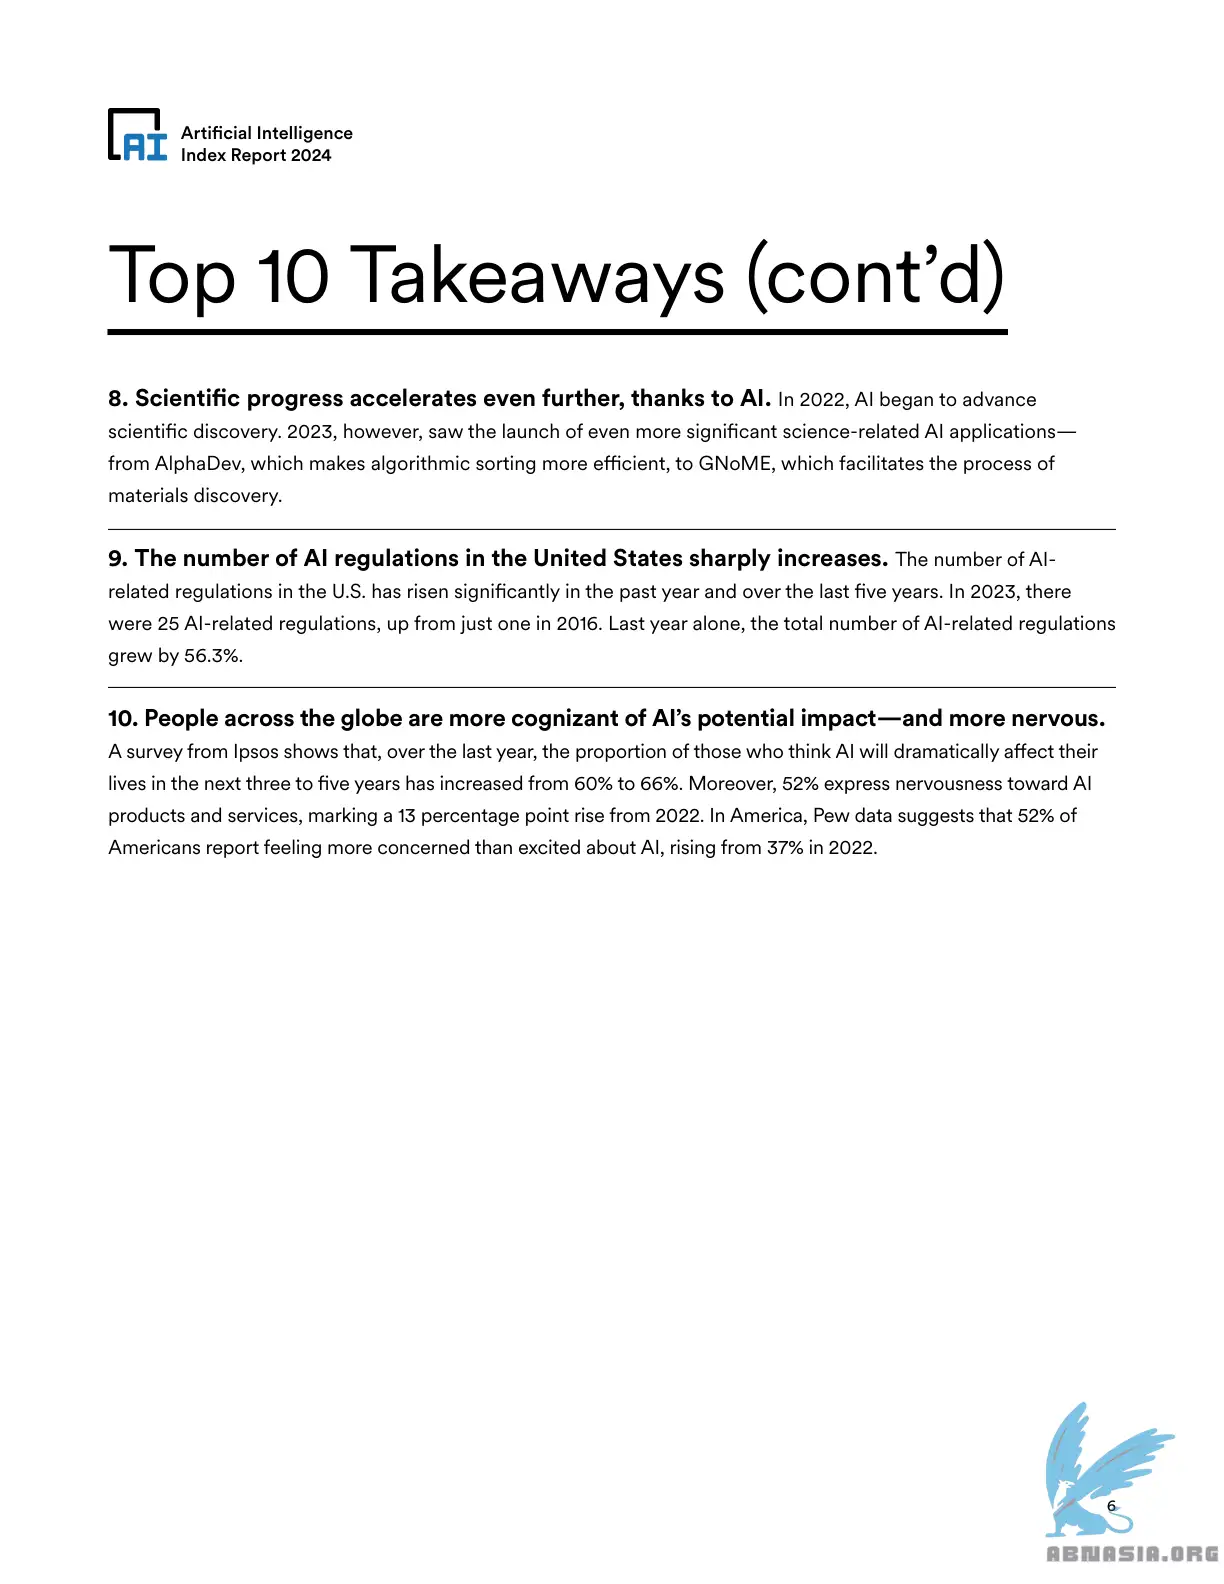 AI
Artificial Intelligence
Index Report 2024
Top 10 Takeaways (cont’d)
8. Scientific progress accelerates even further, thanks to AI. In 2022, AI began to advance
scientific discovery. 2023, however, saw the launch of even more significant science-related AI applications—
from AlphaDev, which makes algorithmic sorting more efficient, to GNoME, which facilitates the process of
materials discovery.
9. The number of AI regulations in the United States sharply increases. The number of AI-
related regulations in the U.S. has risen significantly in the past year and over the last five years. In 2023, there
were 25 AI-related regulations, up from just one in 2016. Last year alone, the total number of AI-related regulations
grew by 56.3%.
10. People across the globe are more cognizant of AI’s potential impact—and more nervous.
A survey from Ipsos shows that, over the last year, the proportion of those who think AI will dramatically affect their
lives in the next three to five years has increased from 60% to 66%. Moreover, 52% express nervousness toward AI
products and services, marking a 13 percentage point rise from 2022. In America, Pew data suggests that 52% of
Americans report feeling more concerned than excited about AI, rising from 37% in 2022.
6
ABNASIA.ORG